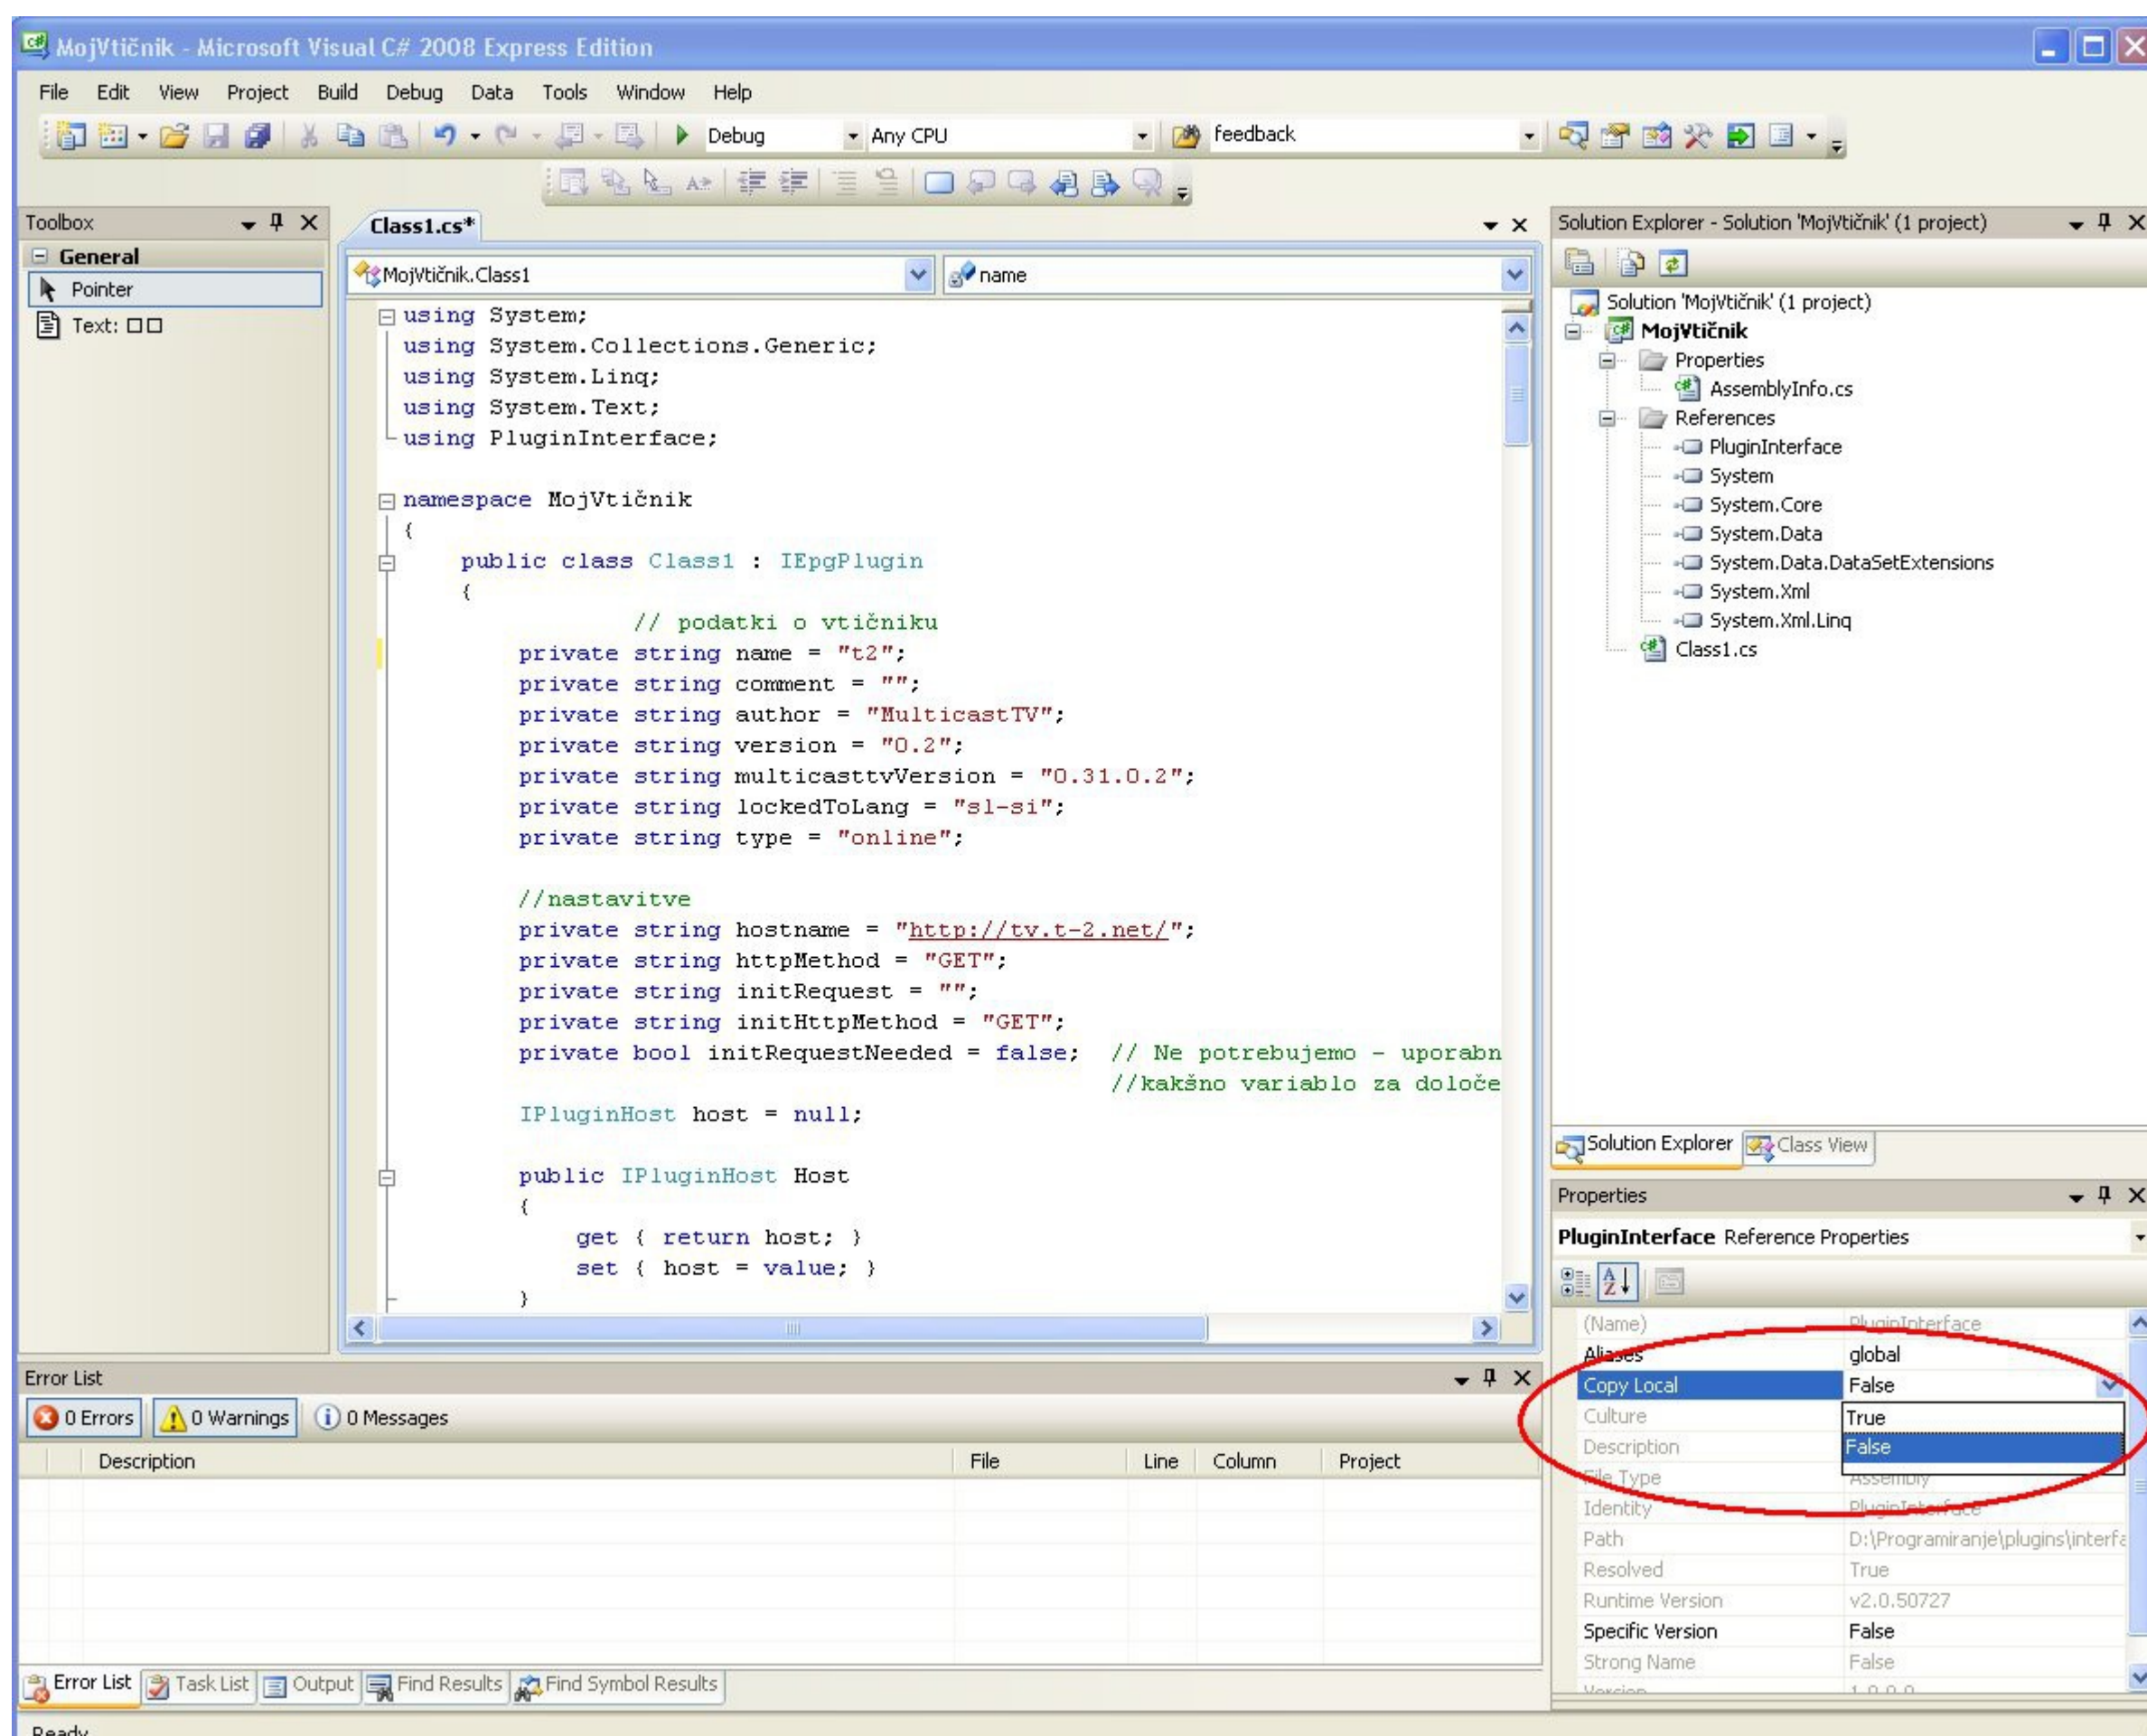 MojVtičnik - Microsoft Visual C# 2008 Express Edition
File Edit View Project Build Debug Data Tools Window Help
Debug Any CPU feedback
Toolbox
General
Pointer
Text:
Class1.cs*
MojVtičnik.Class1 name
using System;
using System.Collections.Generic;
using System.Linq;
using System.Text;
using PluginInterface;
namespace MojVtičnik
{
public class Class1 : IEpgPlugin
{
// podatki o vtičniku
private string name = "t2";
private string comment = "";
private string author = "MulticastTV";
private string version = "0.2";
private string multicasttvVersion = "0.31.0.2";
private string lockedToLang = "sl-si";
private string type = "online";
//nastavitve
private string hostname = "http://tv.t-2.net/";
private string httpMethod = "GET";
private string initRequest = "";
private string initHttpMethod = "GET";
private bool initRequestNeeded = false; // Ne potrebujemo - uporabn
//kakšno variablo za določe
IPluginHost host = null;
public IPluginHost Host
{
get { return host; }
set { host = value; }
}
Solution Explorer - Solution 'MojVtičnik' (1 project)
Solution 'MojVtičnik' (1 project)
MojVtičnik
Properties
AssemblyInfo.cs
References
PluginInterface
System
System.Core
System.Data
System.Data.DataSetExtensions
System.Xml
System.Xml.Linq
Class1.cs
Solution Explorer Class View
Properties
PluginInterface Reference Properties
(Name) PluginInterface
Aliases global
Copy Local False
Culture True
Description False
File Type Assembly
Identity PluginInterface
Path D:\Programiranje\plugins\interfa
Resolved True
Runtime Version v2.0.50727
Specific Version False
Strong Name False
Version 1.0.0.0
Error List
0 Errors 0 Warnings 0 Messages
Description File Line Column Project
Error List Task List Output Find Results Find Symbol Results
Ready